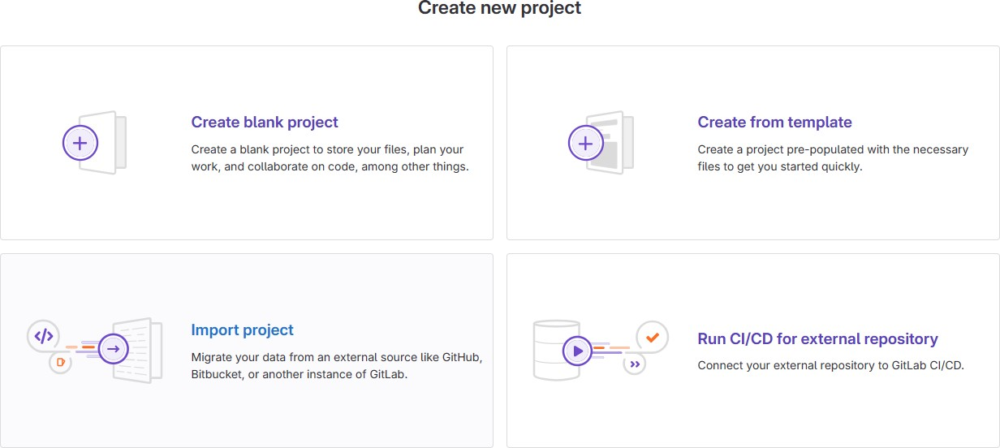 Create new project
Create blank project
Create a blank project to store your files, plan your
work, and collaborate on code, among other things.
Create from template
Create a project pre-populated with the necessary
files to get you started quickly.
Import project
Migrate your data from an external source like GitHub,
Bitbucket, or another instance of GitLab.
Run CI/CD for external repository
Connect your external repository to GitLab CI/CD.